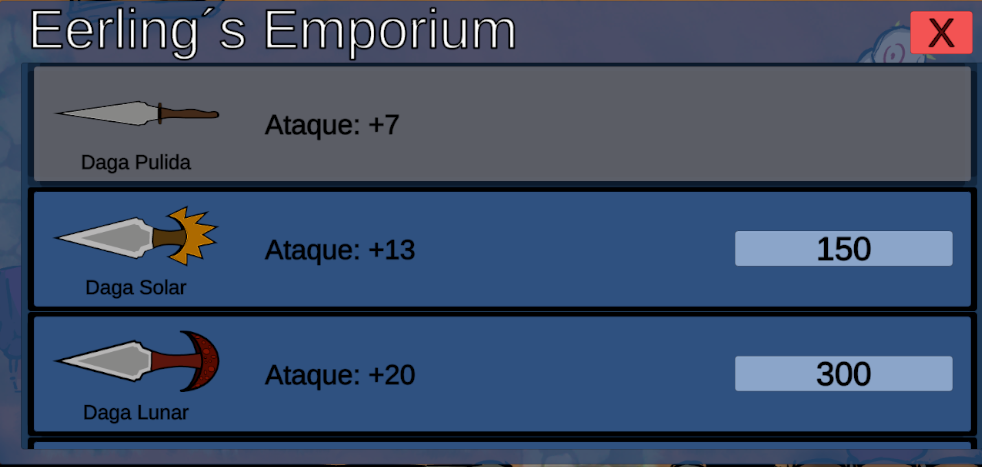 Eerling´s Emporium
X
Ataque: +7
Daga Pulida
Ataque: +13
150
Daga Solar
Ataque: +20
300
Daga Lunar